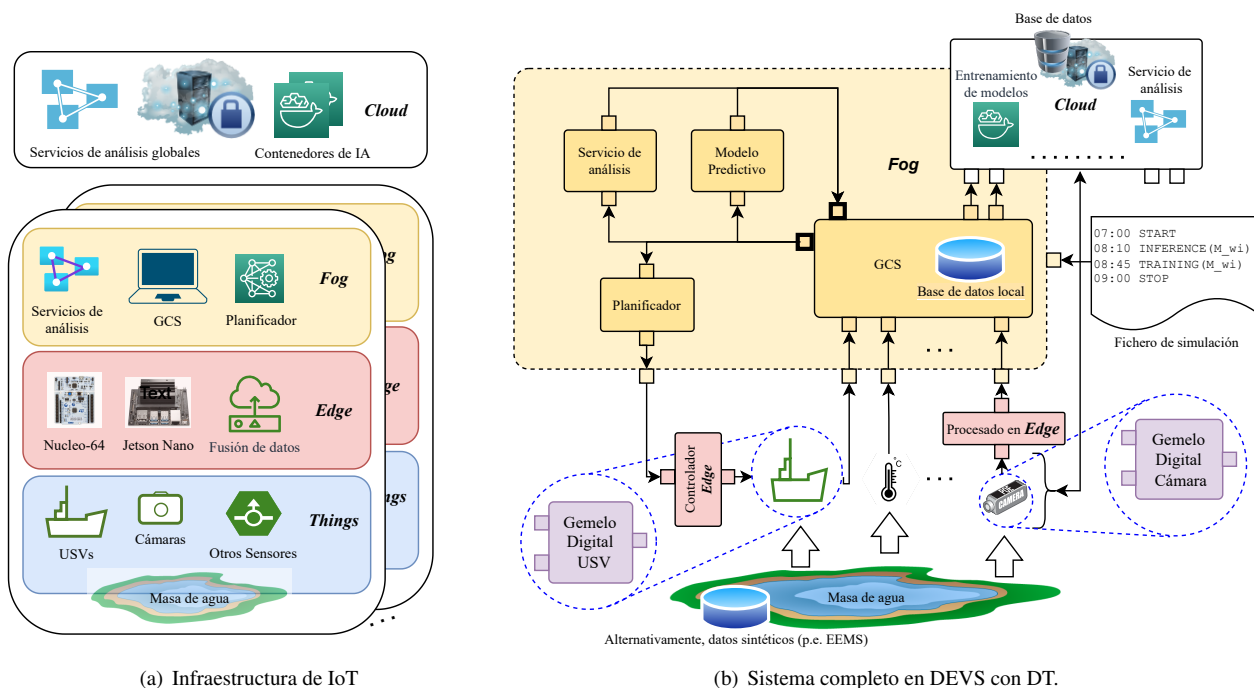 Servicios de análisis globales
Contenedores de IA
Cloud
og
Servicios de
análisis
GCS
Planificador
Fog
ge
Nucleo-64
Text
Jetson Nano
Fusión de datos
Edge
ngs
USVs
Cámaras
Otros Sensores
Things
Masa de agua
...
(a) Infraestructura de IoT
Base de datos
Entrenamiento
de modelos
Cloud
Servicio de
análisis
.........
Servicio de
análisis
Modelo
Predictivo
Fog
GCS
Base de datos local
Planificador
...
07:00 START
08:10 INFERENCE(M_wi)
08:45 TRAINING(M_wi)
09:00 STOP
Fichero de simulación
Controlador
Edge
Procesado en Edge
°C
...
CAMERA
Gemelo
Digital
Cámara
Gemelo
Digital
USV
Masa de agua
Alternativamente, datos sintéticos (p.e. EEMS)
(b) Sistema completo en DEVS con DT.